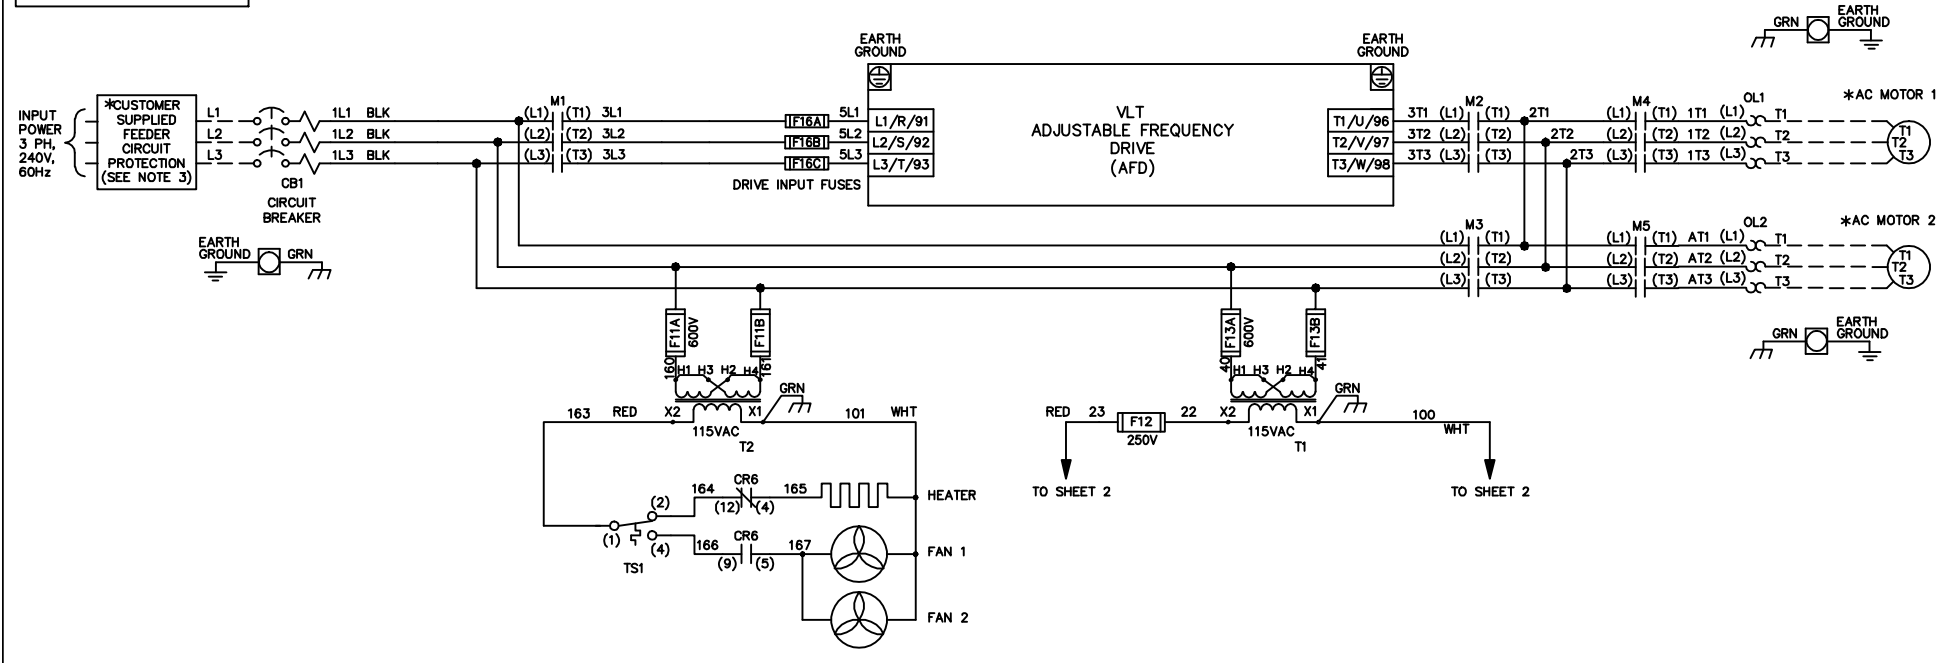 GRN
EARTH
GROUND
EARTH
GROUND
EARTH
GROUND
INPUT
POWER
3 PH,
240V,
60Hz
*CUSTOMER
SUPPLIED
FEEDER
CIRCUIT
PROTECTION
(SEE NOTE 3)
L1
L2
L3
CB1
CIRCUIT
BREAKER
1L1 BLK
1L2 BLK
1L3 BLK
M1
(L1) (T1) 3L1
(L2) (T2) 3L2
(L3) (T3) 3L3
F16A
F16B
F16C
5L1
5L2
5L3
DRIVE INPUT FUSES
L1/R/91
L2/S/92
L3/T/93
VLT
ADJUSTABLE FREQUENCY
DRIVE
(AFD)
T1/U/96
T2/V/97
T3/W/98
M2
3T1 (L1) (T1) 2T1
3T2 (L2) (T2) 2T2
3T3 (L3) (T3) 2T3
M4
(L1) (T1) 1T1 (L1) T1
(L2) (T2) 1T2 (L2) T2
(L3) (T3) 1T3 (L3) T3
OL1
*AC MOTOR 1
T1
T2
T3
EARTH
GROUND
GRN
M3
(L1) (T1)
(L2) (T2)
(L3) (T3)
M5
(L1) (T1) AT1 (L1) T1
(L2) (T2) AT2 (L2) T2
(L3) (T3) AT3 (L3) T3
OL2
*AC MOTOR 2
T1
T2
T3
GRN
EARTH
GROUND
F11A
600V
F11B
160
161
H1 H3 H2 H4
GRN
163 RED X2 X1 101 WHT
115VAC
T2
F13A
600V
F13B
40
41
H1 H3 H2 H4
GRN
RED 23 F12 22 X2 X1 100
WHT
250V
115VAC
T1
TO SHEET 2
TO SHEET 2
CR6
164 165
(12) (4)
HEATER
(2)
(1)
(4)
TS1
CR6
166 167
(9) (5)
FAN 1
FAN 2